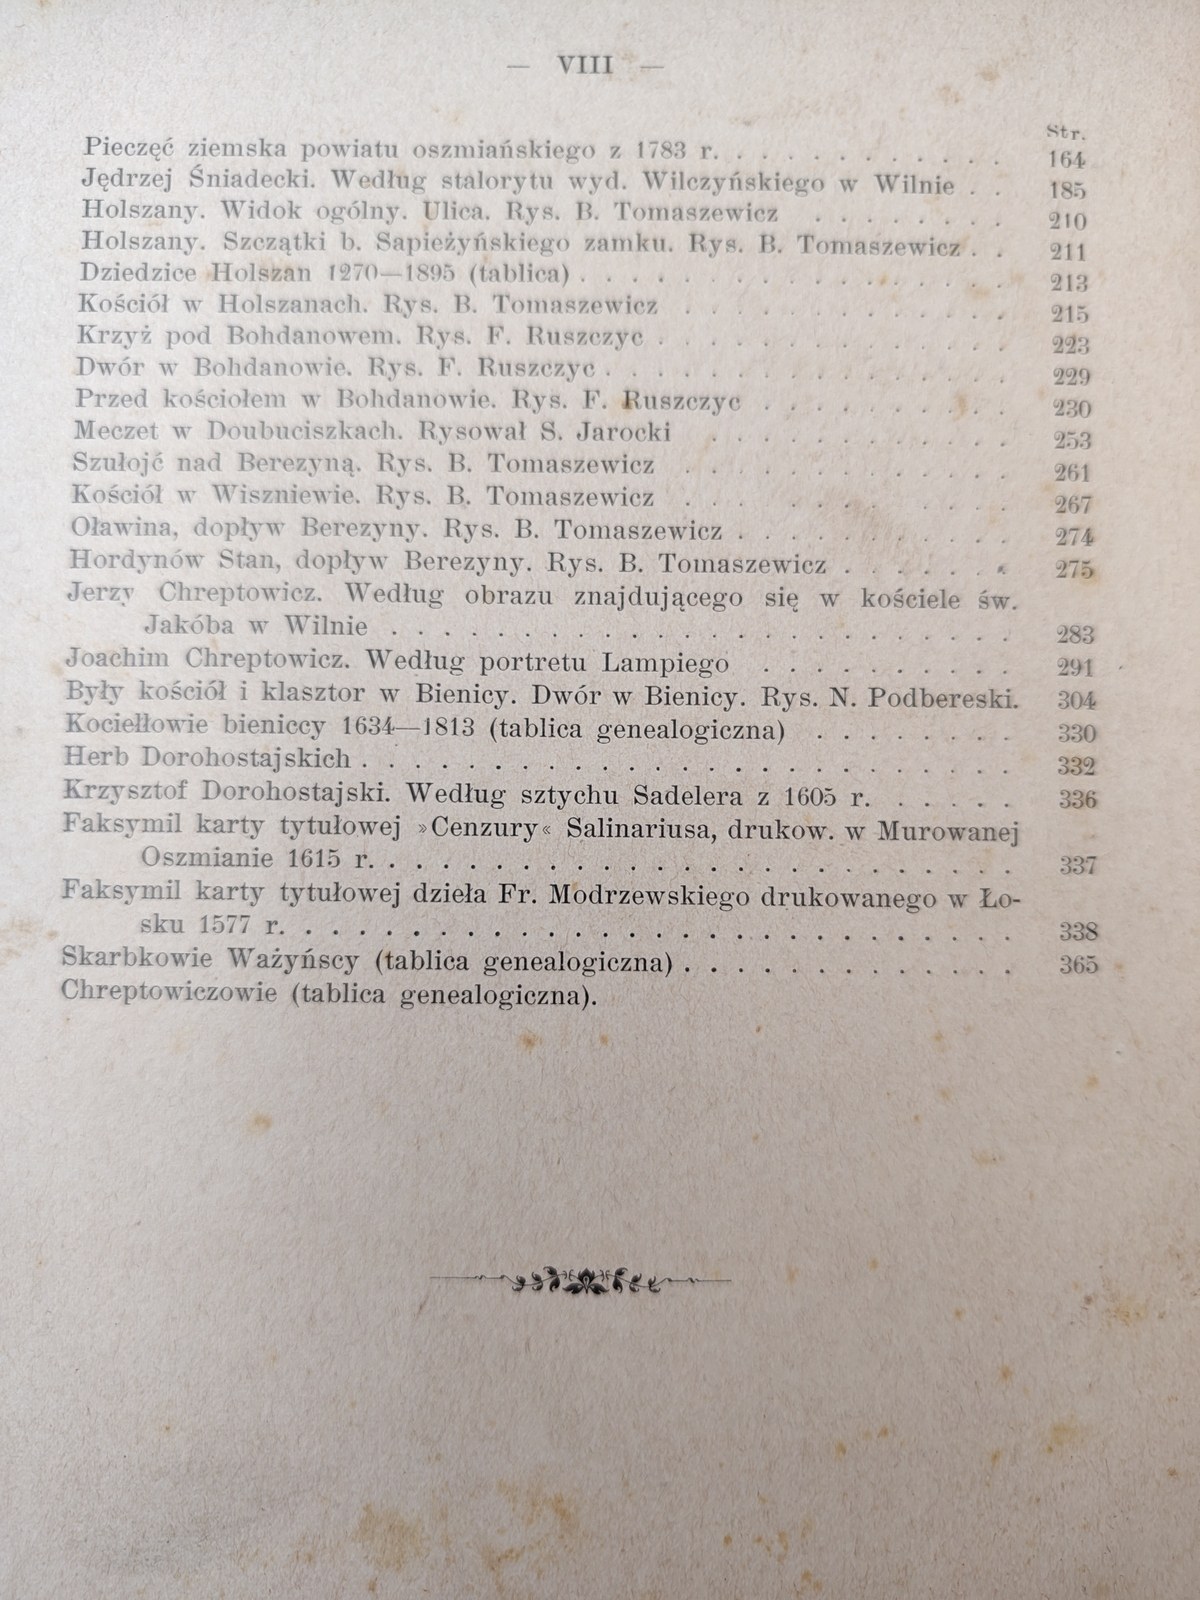 — VIII —
Str.
Pieczęć ziemska powiatu oszmiańskiego z 1783 r. . . . . . . . . . . . 164
Jędrzej Śniadecki. Według stalorytu wyd. Wilczyńskiego w Wilnie . . 185
Holszany. Widok ogólny. Ulica. Rys. B. Tomaszewicz . . . . . . . . 210
Holszany. Szczątki b. Sapieżyńskiego zamku. Rys. B. Tomaszewicz . . 211
Dziedzice Holszan 1270—1895 (tablica) . . . . . . . . . . . . . . . . 213
Kościół w Holszanach. Rys. B. Tomaszewicz . . . . . . . . . . . . . 215
Krzyż pod Bohdanowem. Rys. F. Ruszczyc . . . . . . . . . . . . . . 223
Dwór w Bohdanowie. Rys. F. Ruszczyc . . . . . . . . . . . . . . . . 229
Przed kościołem w Bohdanowie. Rys. F. Ruszczyc . . . . . . . . . . 230
Meczet w Doubuciszkach. Rysował S. Jarocki . . . . . . . . . . . . 253
Szułojć nad Berezyną. Rys. B. Tomaszewicz . . . . . . . . . . . . . 261
Kościół w Wiszniewie. Rys. B. Tomaszewicz . . . . . . . . . . . . . 267
Oławina, dopływ Berezyny. Rys. B. Tomaszewicz . . . . . . . . . . . 274
Hordynów Stan, dopływ Berezyny. Rys. B. Tomaszewicz . . . . . . . 275
Jerzy Chreptowicz. Według obrazu znajdującego się w kościele św.
Jakóba w Wilnie . . . . . . . . . . . . . . . . . . . . . . . . 283
Joachim Chreptowicz. Według portretu Lampiego . . . . . . . . . . 291
Były kościół i klasztor w Bienicy. Dwór w Bienicy. Rys. N. Podbereski. 304
Kociełłowie bieniccy 1634—1813 (tablica genealogiczna) . . . . . . . . 330
Herb Dorohostajskich . . . . . . . . . . . . . . . . . . . . . . . . . 332
Krzysztof Dorohostajski. Według sztychu Sadelera z 1605 r. . . . . . 336
Faksymil karty tytułowej »Cenzury« Salinariusa, drukow. w Murowanej
Oszmianie 1615 r. . . . . . . . . . . . . . . . . . . . . . . . . 337
Faksymil karty tytułowej dzieła Fr. Modrzewskiego drukowanego w Ło-
sku 1577 r. . . . . . . . . . . . . . . . . . . . . . . . . . . . 338
Skarbkowie Ważyńscy (tablica genealogiczna) . . . . . . . . . . . . . 365
Chreptowiczowie (tablica genealogiczna).